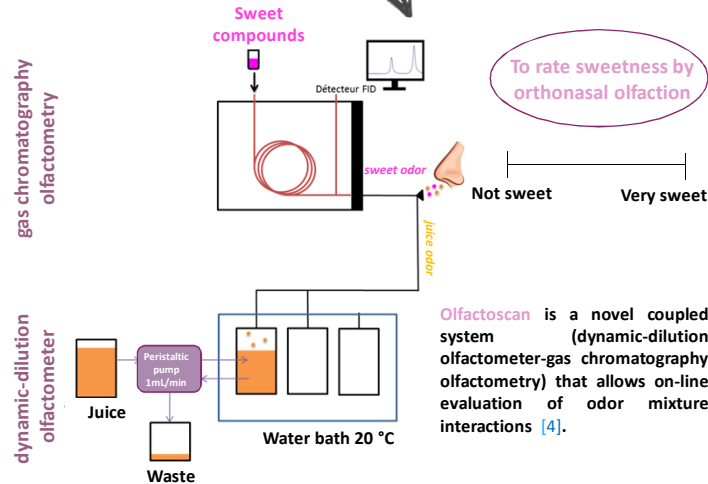 Sweet
compounds
Détecteur FID
To rate sweetness by
orthonasal olfaction
gas chromatography
olfactometry
sweet odor
Not sweet
Very sweet
juice odor
dynamic-dilution
olfactometer
Peristaltic
pump
1mL/min
Juice
Waste
Water bath 20 °C
Olfactoscan is a novel coupled
system (dynamic-dilution
olfactometer-gas chromatography
olfactometry) that allows on-line
evaluation of odor mixture
interactions [4].